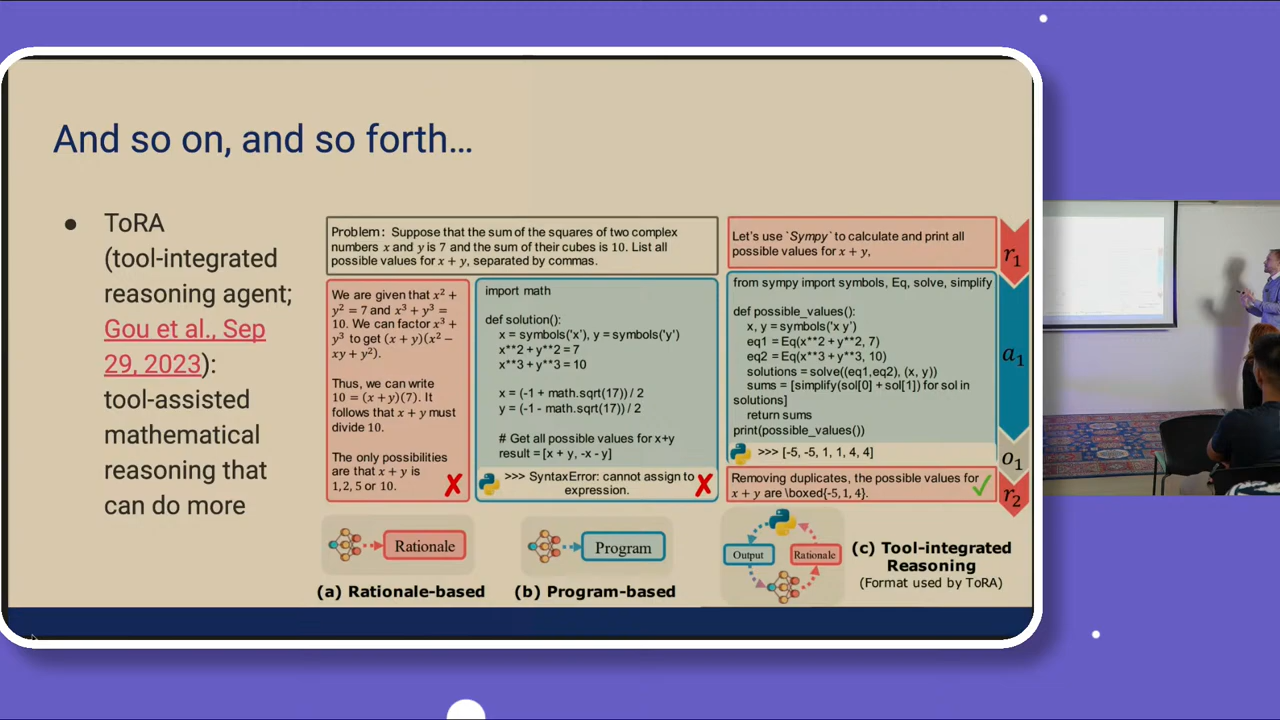 And so on, and so forth...
● ToRA
(tool-integrated
reasoning agent;
Gou et al., Sep
29, 2023):
tool-assisted
mathematical
reasoning that
can do more
Problem: Suppose that the sum of the squares of two complex
numbers x and y is 7 and the sum of their cubes is 10. List all
possible values for x + y, separated by commas.
We are given that x² +
y² = 7 and x³ + y³ =
10. We can factor x³ +
y³ to get (x + y)(x² −
xy + y²).
Thus, we can write
10 = (x + y)(7). It
follows that x + y must
divide 10.
The only possibilities
are that x + y is
1, 2, 5 or 10.
import math
def solution():
x = symbols('x'), y = symbols('y')
x**2 + y**2 = 7
x**3 + y**3 = 10
x = (-1 + math.sqrt(17)) / 2
y = (-1 - math.sqrt(17)) / 2
# Get all possible values for x+y
result = [x + y, -x - y]
>>> SyntaxError: cannot assign to
expression.
Let's use `Sympy` to calculate and print all
possible values for x + y,
from sympy import symbols, Eq, solve, simplify
def possible_values():
x, y = symbols('x y')
eq1 = Eq(x**2 + y**2, 7)
eq2 = Eq(x**3 + y**3, 10)
solutions = solve((eq1,eq2), (x, y))
sums = [simplify(sol[0] + sol[1]) for sol in
solutions]
return sums
print(possible_values())
>>> [-5, -5, 1, 1, 4, 4]
Removing duplicates, the possible values for
x + y are \boxed{-5, 1, 4}.
r₁
a₁
o₁
r₂
Rationale
(a) Rationale-based
Program
(b) Program-based
Output
Rationale
(c) Tool-integrated
Reasoning
(Format used by ToRA)